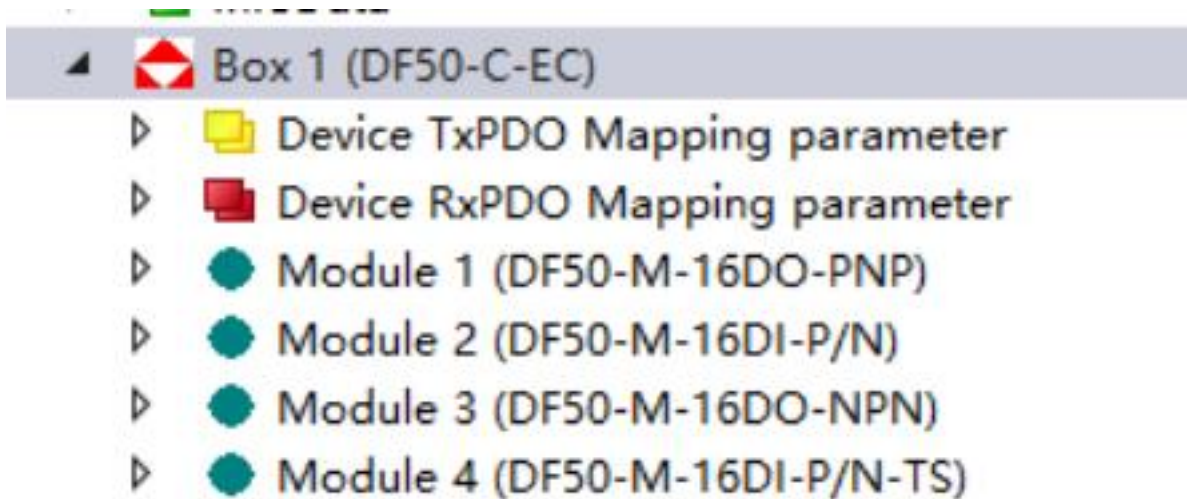 Box 1 (DF50-C-EC)
Device TxPDO Mapping parameter
Device RxPDO Mapping parameter
Module 1 (DF50-M-16DO-PNP)
Module 2 (DF50-M-16DI-P/N)
Module 3 (DF50-M-16DO-NPN)
Module 4 (DF50-M-16DI-P/N-TS)